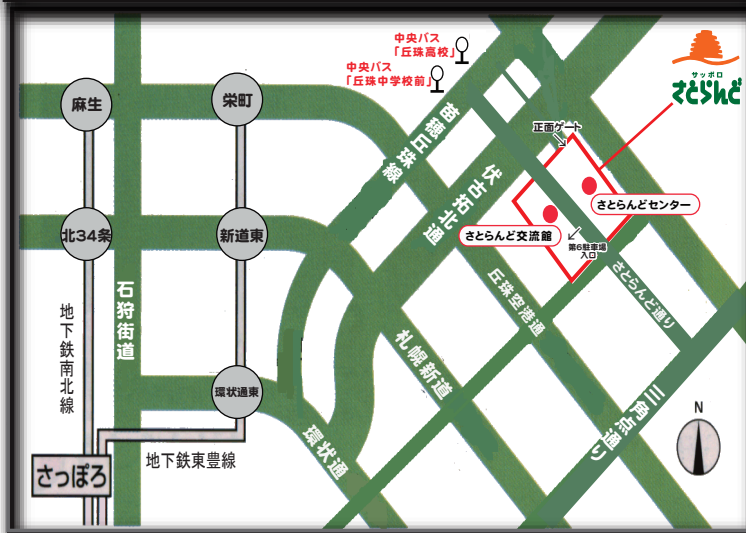 中央バス
「丘珠高校」
中央バス
「丘珠中学校前」
サッポロ
さとらんど
麻生
栄町
正面ゲート
苗穂丘珠線
伏古拓北通
さとらんどセンター
さとらんど交流館
第6駐車場
入口
北34条
新道東
さとらんど通り
丘珠空港通
石狩街道
地下鉄南北線
札幌新道
環状通東
三角点通り
N
環状通
地下鉄東豊線
さっぽろ